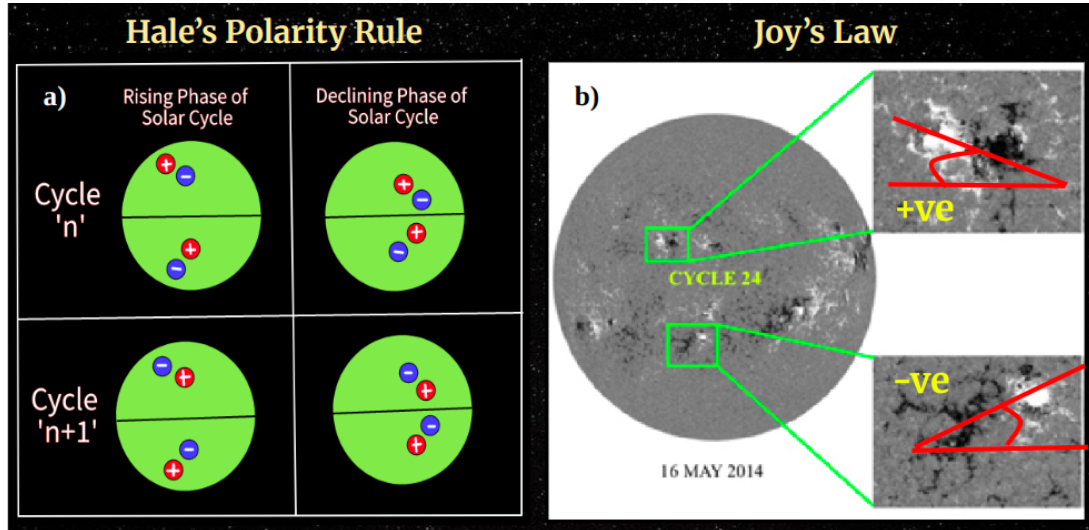 Hale's Polarity Rule
Joy's Law
a)
Rising Phase of
Solar Cycle
Declining Phase of
Solar Cycle
Cycle
'n'
+
−
+
−
+
−
+
−
Cycle
'n+1'
−
+
−
+
−
+
−
+
b)
+ve
CYCLE 24
-ve
16 MAY 2014